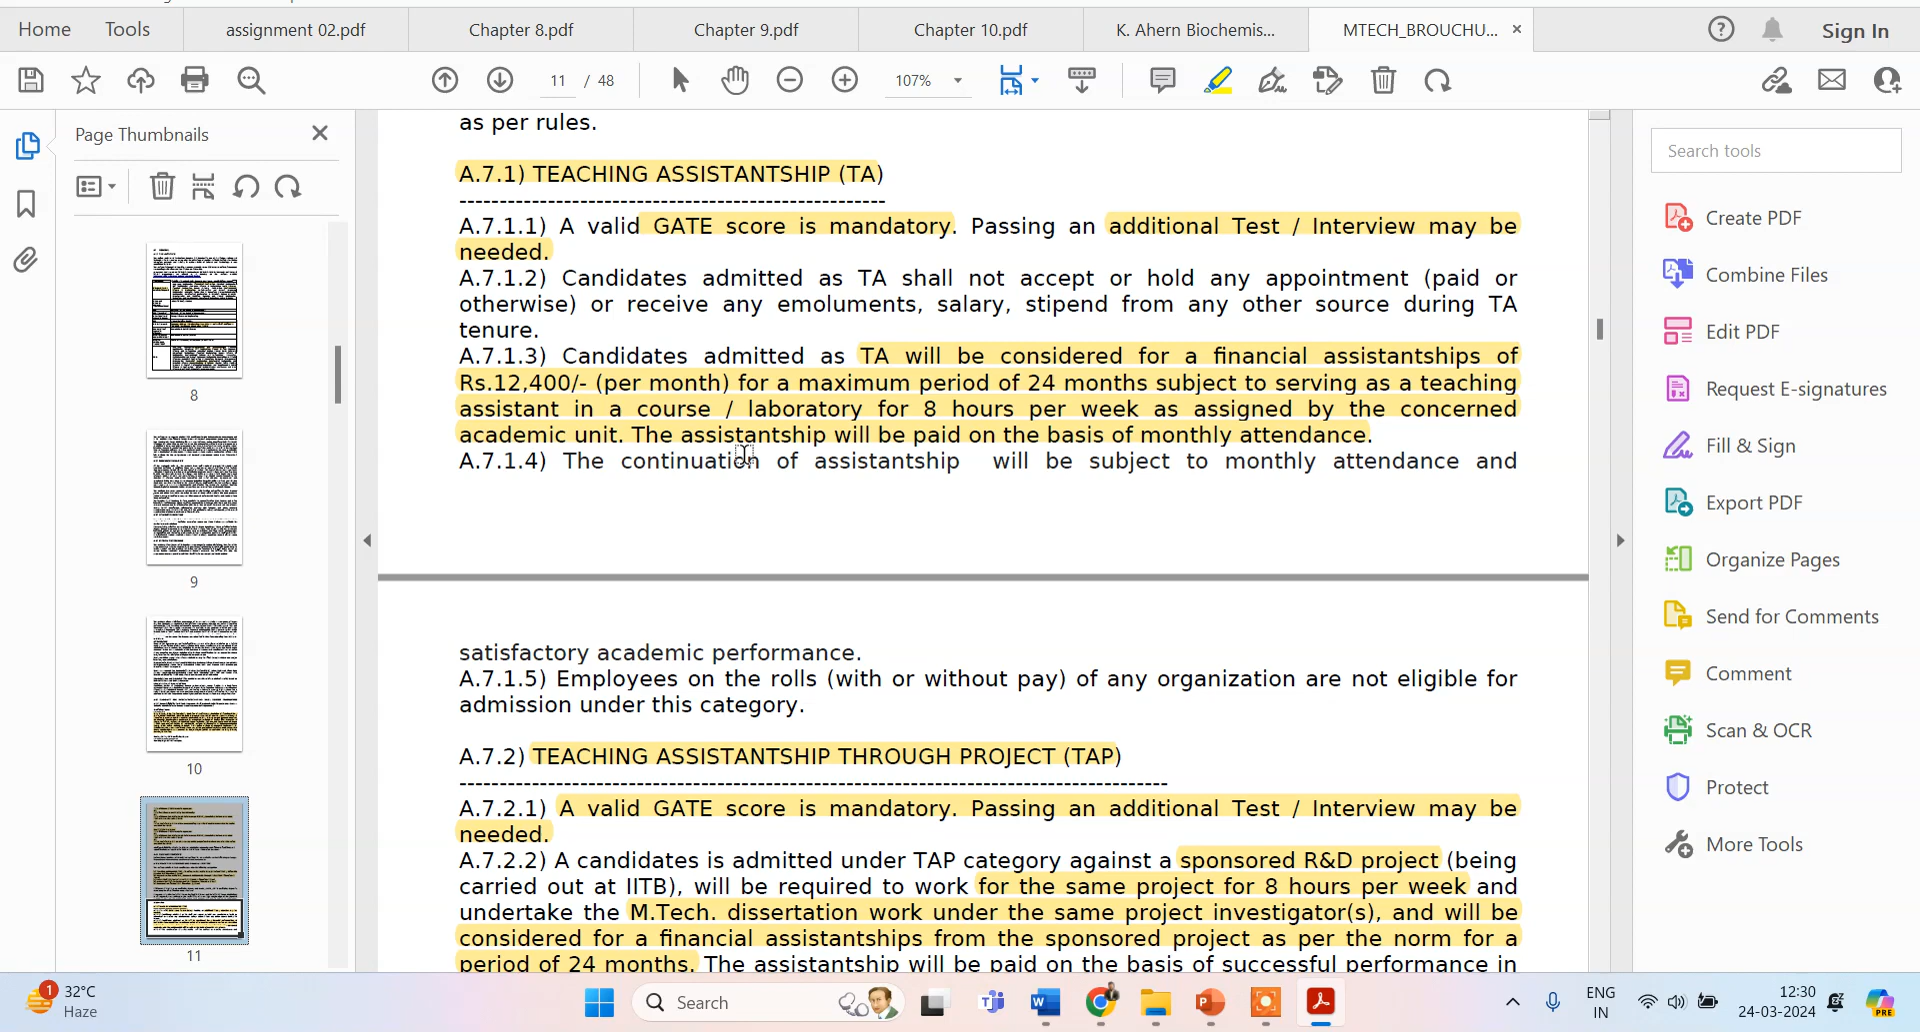 Home
Tools
assignment 02.pdf
Chapter 8.pdf
Chapter 9.pdf
Chapter 10.pdf
K. Ahern Biochemis...
MTECH_BROUCHU... ×
Sign In
11 / 48
107%
Page Thumbnails
8
9
10
11
as per rules.
A.7.1) TEACHING ASSISTANTSHIP (TA)
-----------------------------------------------------
A.7.1.1) A valid GATE score is mandatory. Passing an additional Test / Interview may be
needed.
A.7.1.2) Candidates admitted as TA shall not accept or hold any appointment (paid or
otherwise) or receive any emoluments, salary, stipend from any other source during TA
tenure.
A.7.1.3) Candidates admitted as TA will be considered for a financial assistantships of
Rs.12,400/- (per month) for a maximum period of 24 months subject to serving as a teaching
assistant in a course / laboratory for 8 hours per week as assigned by the concerned
academic unit. The assistantship will be paid on the basis of monthly attendance.
A.7.1.4) The continuation of assistantship will be subject to monthly attendance and
satisfactory academic performance.
A.7.1.5) Employees on the rolls (with or without pay) of any organization are not eligible for
admission under this category.
A.7.2) TEACHING ASSISTANTSHIP THROUGH PROJECT (TAP)
----------------------------------------------------------------------------------------
A.7.2.1) A valid GATE score is mandatory. Passing an additional Test / Interview may be
needed.
A.7.2.2) A candidates is admitted under TAP category against a sponsored R&D project (being
carried out at IITB), will be required to work for the same project for 8 hours per week and
undertake the M.Tech. dissertation work under the same project investigator(s), and will be
considered for a financial assistantships from the sponsored project as per the norm for a
period of 24 months. The assistantship will be paid on the basis of successful performance in
Search tools
Create PDF
Combine Files
Edit PDF
Request E-signatures
Fill & Sign
Export PDF
Organize Pages
Send for Comments
Comment
Scan & OCR
Protect
More Tools
1
32°C
Haze
Search
ENG
IN
12:30
24-03-2024
PRE